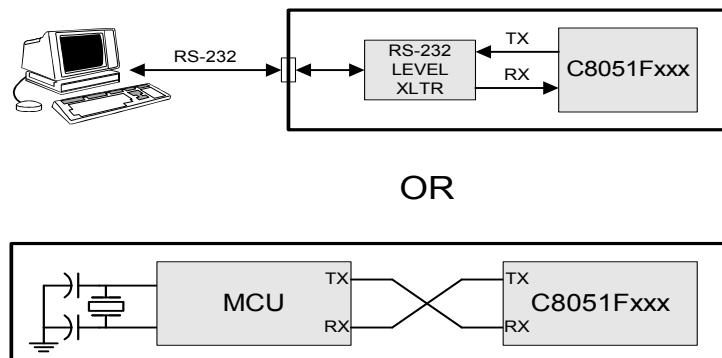 RS-232
RS-232
LEVEL
XLTR
TX
RX
C8051Fxxx
OR
MCU
TX
RX
TX
RX
C8051Fxxx